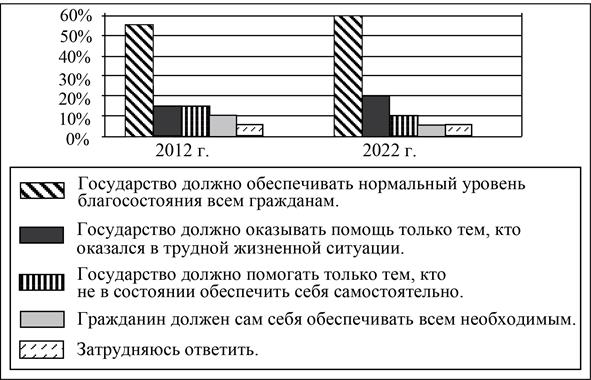 60%
50%
40%
30%
20%
10%
0%
2012 г.
2022 г.
Государство должно обеспечивать нормальный уровень
благосостояния всем гражданам.
Государство должно оказывать помощь только тем, кто
оказался в трудной жизненной ситуации.
Государство должно помогать только тем, кто
не в состоянии обеспечить себя самостоятельно.
Гражданин должен сам себя обеспечивать всем необходимым.
Затрудняюсь ответить.